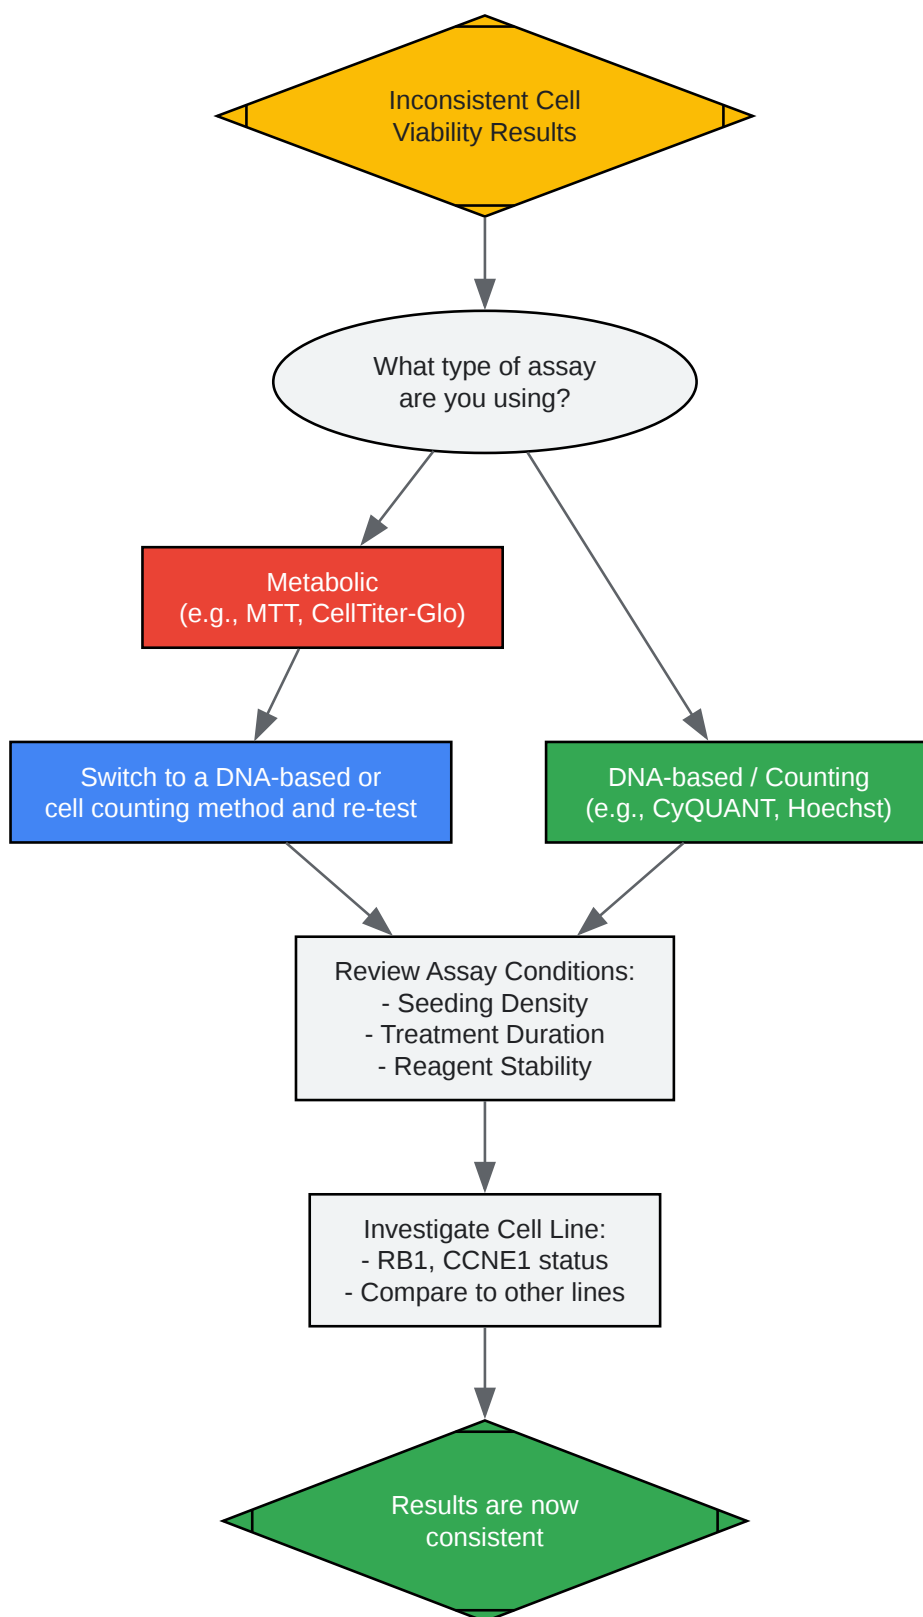 Inconsistent Cell
Viability Results
What type of assay
are you using?
Metabolic
(e.g., MTT, CellTiter-Glo)
Switch to a DNA-based or
cell counting method and re-test
DNA-based / Counting
(e.g., CyQUANT, Hoechst)
Review Assay Conditions:
- Seeding Density
- Treatment Duration
- Reagent Stability
Investigate Cell Line:
- RB1, CCNE1 status
- Compare to other lines
Results are now
consistent